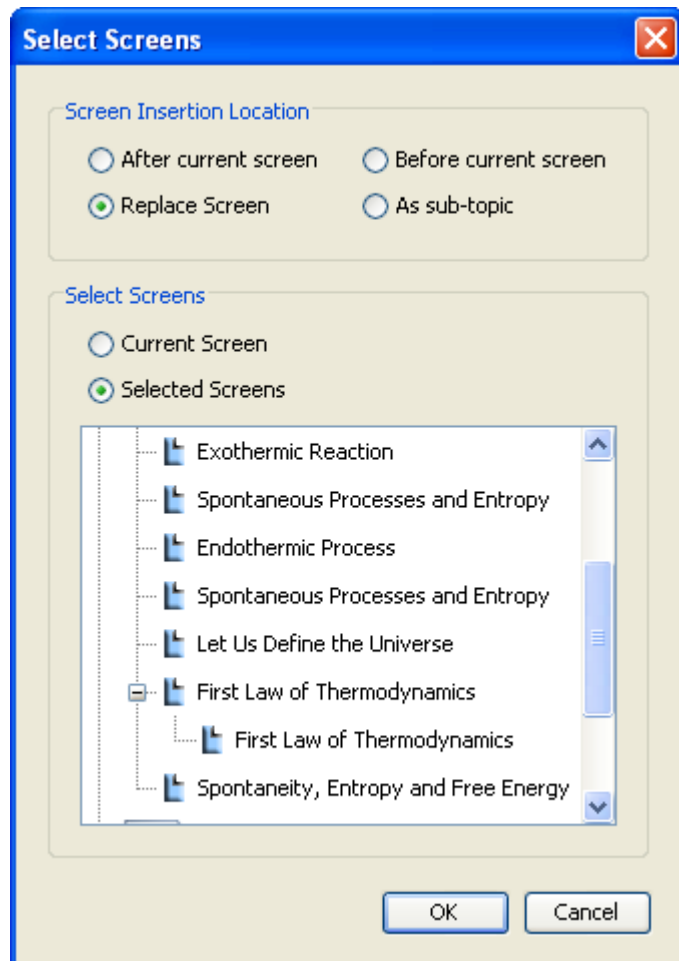 Select Screens
Screen Insertion Location
After current screen
Before current screen
Replace Screen
As sub-topic
Select Screens
Current Screen
Selected Screens
Exothermic Reaction
Spontaneous Processes and Entropy
Endothermic Process
Spontaneous Processes and Entropy
Let Us Define the Universe
First Law of Thermodynamics
First Law of Thermodynamics
Spontaneity, Entropy and Free Energy
OK
Cancel